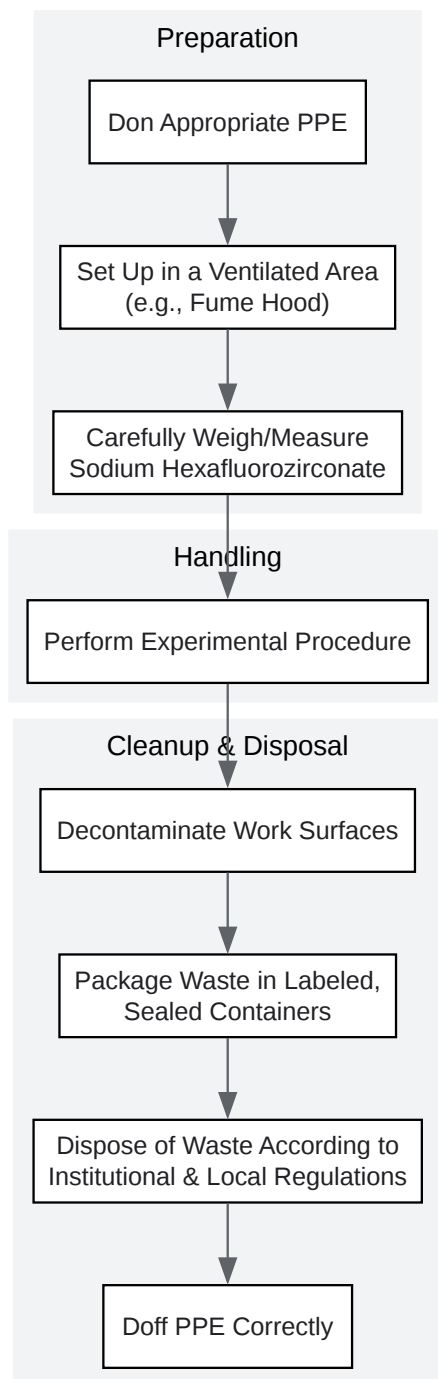 Preparation
Don Appropriate PPE
Set Up in a Ventilated Area
(e.g., Fume Hood)
Carefully Weigh/Measure
Sodium Hexafluorozirconate
Handling
Perform Experimental Procedure
Cleanup & Disposal
Decontaminate Work Surfaces
Package Waste in Labeled,
Sealed Containers
Dispose of Waste According to
Institutional & Local Regulations
Doff PPE Correctly